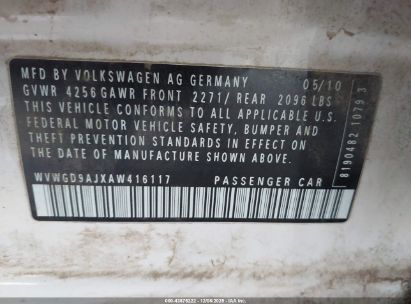 MFD BY VOLKSWAGEN AG GERMANY 05/10
GVWR 4256 GAWR FRONT 2271/ REAR 2096 LBS
THIS VEHICLE CONFORMS TO ALL APPLICABLE U.S.
FEDERAL MOTOR VEHICLE SAFETY, BUMPER AND
THEFT PREVENTION STANDARDS IN EFFECT ON THE
DATE OF MANUFACTURE SHOWN ABOVE.
WVWGD9AJXAW416117 PASSENGER CAR
8190482 1079 3